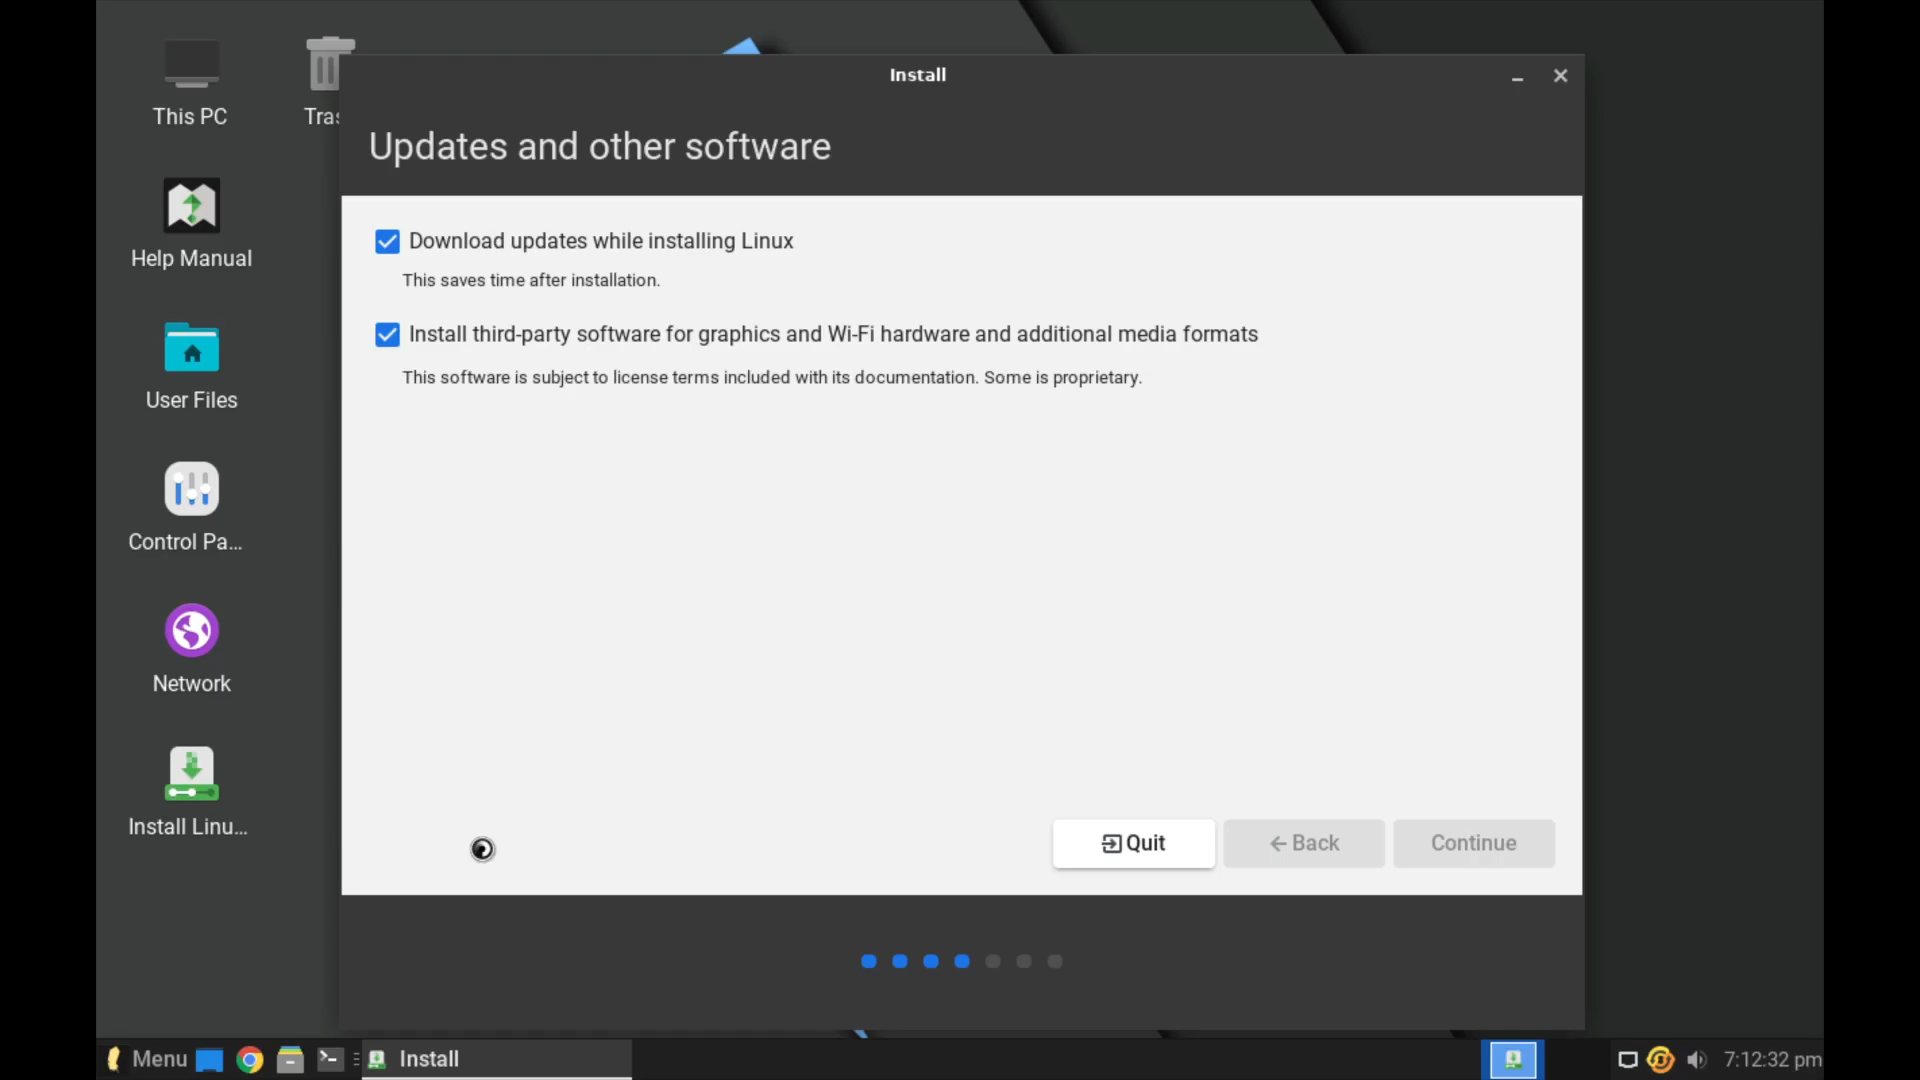 This PC
Tras
Install
Updates and other software
Help Manual
Download updates while installing Linux
This saves time after installation.
Install third-party software for graphics and Wi-Fi hardware and additional media formats
This software is subject to license terms included with its documentation. Some is proprietary.
User Files
Control Pa...
Network
Install Linu...
Quit
Back
Continue
Menu
Install
7:12:32 pm